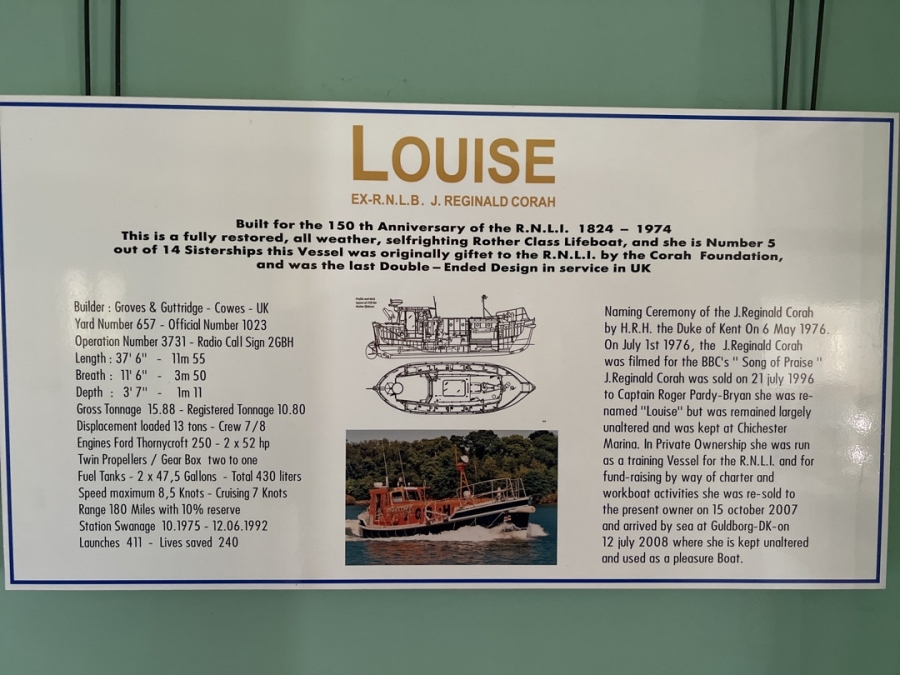 LOUISE
EX-R.N.L.B. J. REGINALD CORAH
Built for the 150 th Anniversary of the R.N.L.I. 1824 – 1974
This is a fully restored, all weather, selfrighting Rother Class Lifeboat, and she is Number 5
out of 14 Sisterships this Vessel was originally giftet to the R.N.L.I. by the Corah Foundation,
and was the last Double – Ended Design in service in UK
Builder : Groves & Guttridge - Cowes - UK
Yard Number 657 - Official Number 1023
Operation Number 3731 - Radio Call Sign 2GBH
Length : 37' 6" - 11m 55
Breath : 11' 6" - 3m 50
Depth : 3' 7" - 1m 11
Gross Tonnage 15.88 - Registered Tonnage 10.80
Displacement loaded 13 tons - Crew 7/8
Engines Ford Thornycroft 250 - 2 x 52 hp
Twin Propellers / Gear Box two to one
Fuel Tanks - 2 x 47,5 Gallons - Total 430 liters
Speed maximum 8,5 Knots - Cruising 7 Knots
Range 180 Miles with 10% reserve
Station Swanage 10.1975 - 12.06.1992
Launches 411 - Lives saved 240
Naming Ceremony of the J.Reginald Corah
by H.R.H. the Duke of Kent On 6 May 1976.
On July 1st 1976, the J.Reginald Corah
was filmed for the BBC's " Song of Praise "
J.Reginald Corah was sold on 21 july 1996
to Captain Roger Pardy-Bryan she was re-
named "Louise" but was remained largely
unaltered and was kept at Chichester
Marina. In Private Ownership she was run
as a training Vessel for the R.N.L.I. and for
fund-raising by way of charter and
workboat activities she was re-sold to
the present owner on 15 october 2007
and arrived by sea at Guldborg-DK-on
12 july 2008 where she is kept unaltered
and used as a pleasure Boat.